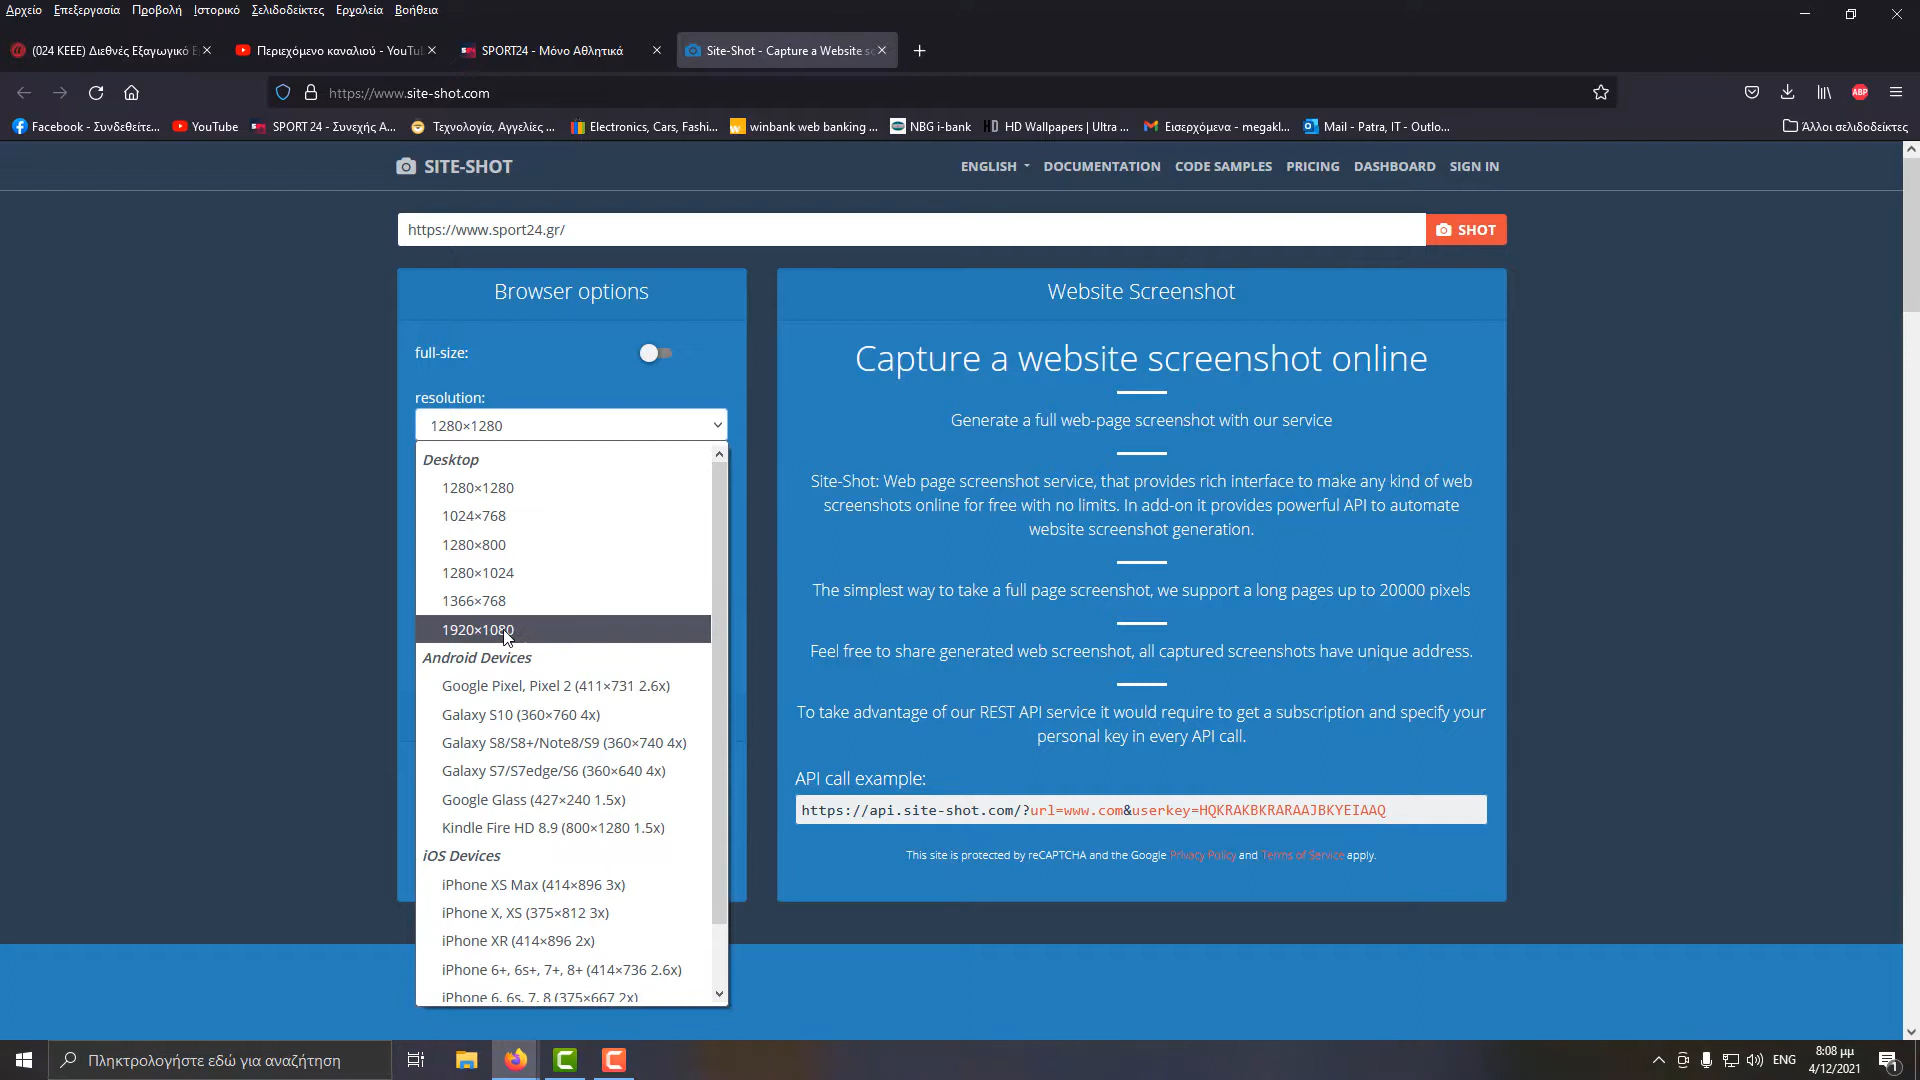 Αρχείο Επεξεργασία Προβολή Ιστορικό Σελιδοδείκτες Εργαλεία Βοήθεια
(024 ΚΕΕΕ) Διεθνές Εξαγωγικό
Περιεχόμενο καναλιού - YouTu
SPORT24 - Μόνο Αθλητικά
Site-Shot - Capture a Website s
https://www.site-shot.com
ABP
Facebook - Συνδεθείτε...
YouTube
SPORT 24 - Συνεχής Α...
Τεχνολογία, Αγγελίες ...
Electronics, Cars, Fashi...
winbank web banking ...
NBG i-bank
HD Wallpapers | Ultra ...
Εισερχόμενα - megakl...
Mail - Patra, IT - Outlo...
Άλλοι σελιδοδείκτες
SITE-SHOT
ENGLISH DOCUMENTATION CODE SAMPLES PRICING DASHBOARD SIGN IN
https://www.sport24.gr/
SHOT
Browser options
full-size:
resolution:
1280×1280
Desktop
1280×1280
1024×768
1280×800
1280×1024
1366×768
1920×1080
Android Devices
Google Pixel, Pixel 2 (411×731 2.6x)
Galaxy S10 (360×760 4x)
Galaxy S8/S8+/Note8/S9 (360×740 4x)
Galaxy S7/S7edge/S6 (360×640 4x)
Google Glass (427×240 1.5x)
Kindle Fire HD 8.9 (800×1280 1.5x)
iOS Devices
iPhone XS Max (414×896 3x)
iPhone X, XS (375×812 3x)
iPhone XR (414×896 2x)
iPhone 6+, 6s+, 7+, 8+ (414×736 2.6x)
iPhone 6, 6s, 7, 8 (375×667 2x)
Website Screenshot
Capture a website screenshot online
Generate a full web-page screenshot with our service
Site-Shot: Web page screenshot service, that provides rich interface to make any kind of web
screenshots online for free with no limits. In add-on it provides powerful API to automate
website screenshot generation.
The simplest way to take a full page screenshot, we support a long pages up to 20000 pixels
Feel free to share generated web screenshot, all captured screenshots have unique address.
To take advantage of our REST API service it would require to get a subscription and specify your
personal key in every API call.
API call example:
https://api.site-shot.com/?url=www.com&userkey=HQKRAKBKRARAAJBKYEIAAQ
This site is protected by reCAPTCHA and the Google Privacy Policy and Terms of Service apply.
Πληκτρολογήστε εδώ για αναζήτηση
ENG
8:08 μμ
4/12/2021
1